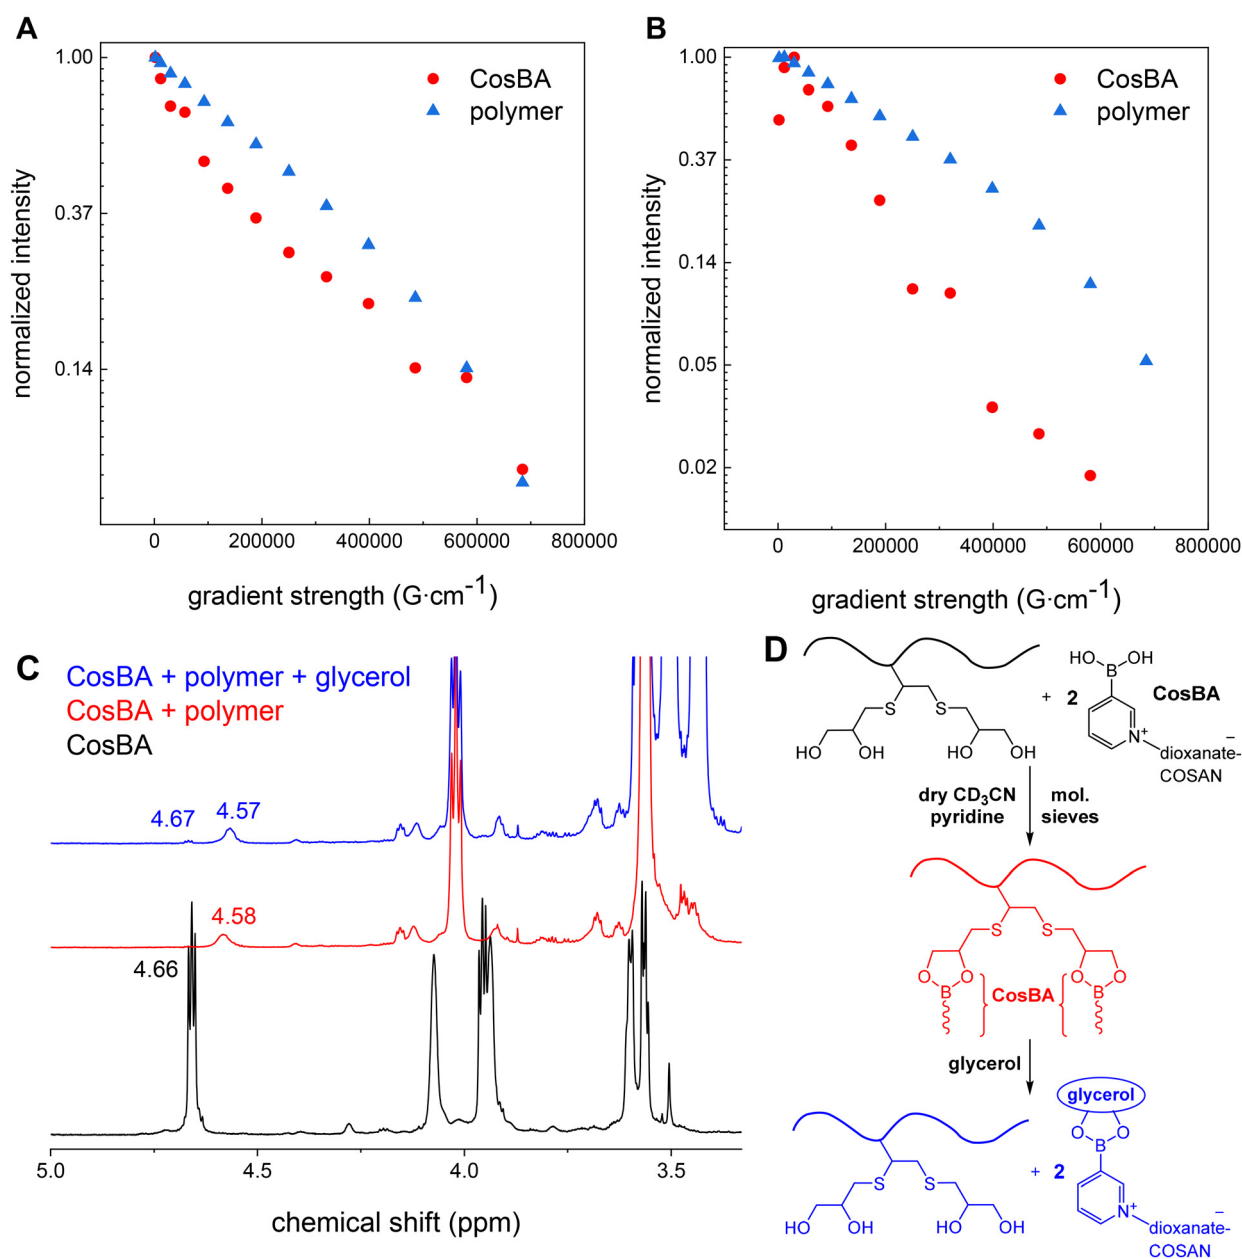 A
1.00
0.37
0.14
normalized intensity
CosBA
polymer
0
200000
400000
600000
800000
gradient strength (G·cm⁻¹)
B
1.00
0.37
0.14
0.05
0.02
normalized intensity
CosBA
polymer
0
200000
400000
600000
800000
gradient strength (G·cm⁻¹)
C
CosBA + polymer + glycerol
CosBA + polymer
CosBA
4.67
4.57
4.58
4.66
5.0
4.5
4.0
3.5
chemical shift (ppm)
D
S
S
HO
OH
HO
OH
+ 2
HO
OH
B
CosBA
N⁺
–
dioxanate-
COSAN
dry CD₃CN
pyridine
mol.
sieves
S
S
O
O
B
CosBA
O
O
B
glycerol
S
S
HO
OH
HO
OH
+ 2
glycerol
O
O
B
N⁺
–
dioxanate-
COSAN